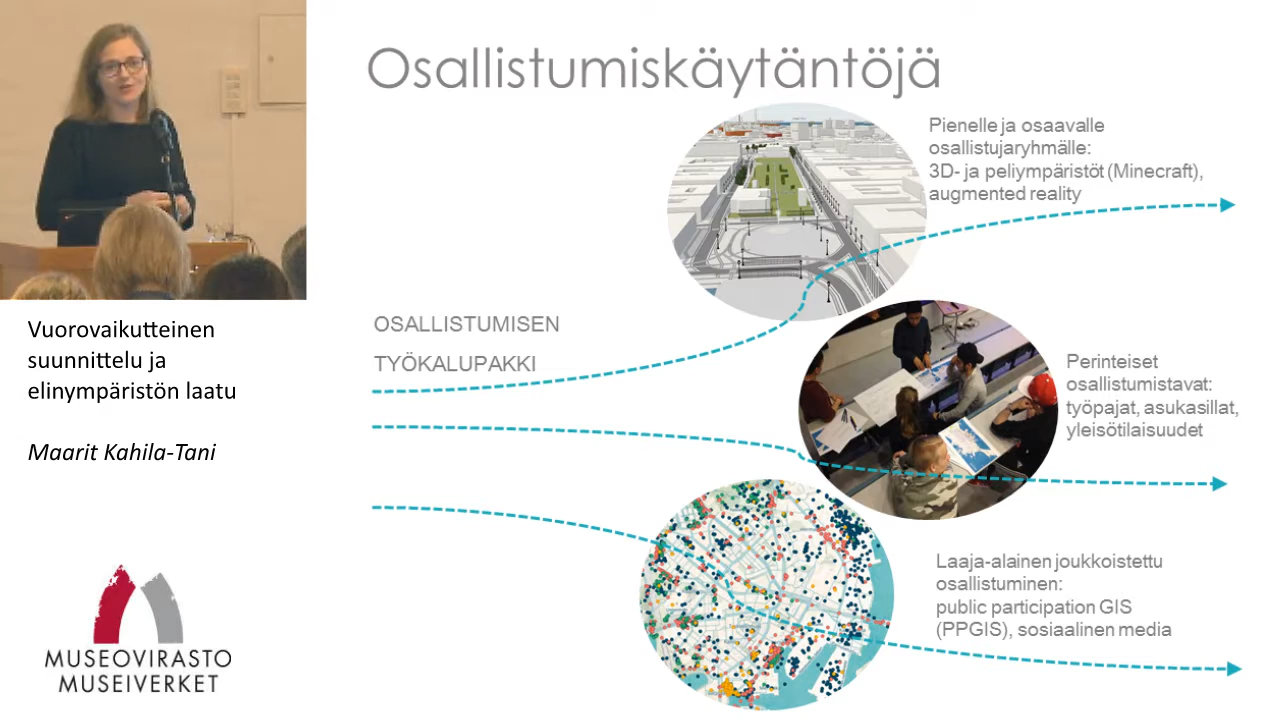 Osallistumiskäytäntöjä
Pienelle ja osaavalle
osallistujaryhmälle:
3D- ja peliympäristöt (Minecraft),
augmented reality
OSALLISTUMISEN
TYÖKALUPAKKI
Perinteiset
osallistumistavat:
työpajat, asukasillat,
yleisötilaisuudet
Laaja-alainen joukkoistettu
osallistuminen:
public participation GIS
(PPGIS), sosiaalinen media
Vuorovaikutteinen
suunnittelu ja
elinympäristön laatu
Maarit Kahila-Tani
MUSEOVIRASTO
MUSEIVERKET